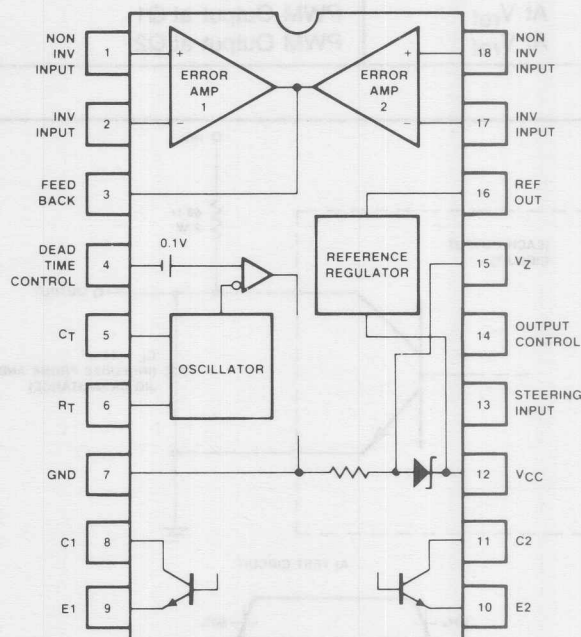 NON
INV
INPUT
1
INV
INPUT
2
FEED
BACK
3
DEAD
TIME
CONTROL
4
CT
5
RT
6
GND
7
C1
8
E1
9
+
ERROR
AMP
1
−
+
ERROR
AMP
2
−
0.1V
OSCILLATOR
REFERENCE
REGULATOR
18
NON
INV
INPUT
17
INV
INPUT
16
REF
OUT
15
VZ
14
OUTPUT
CONTROL
13
STEERING
INPUT
12
VCC
11
C2
10
E2